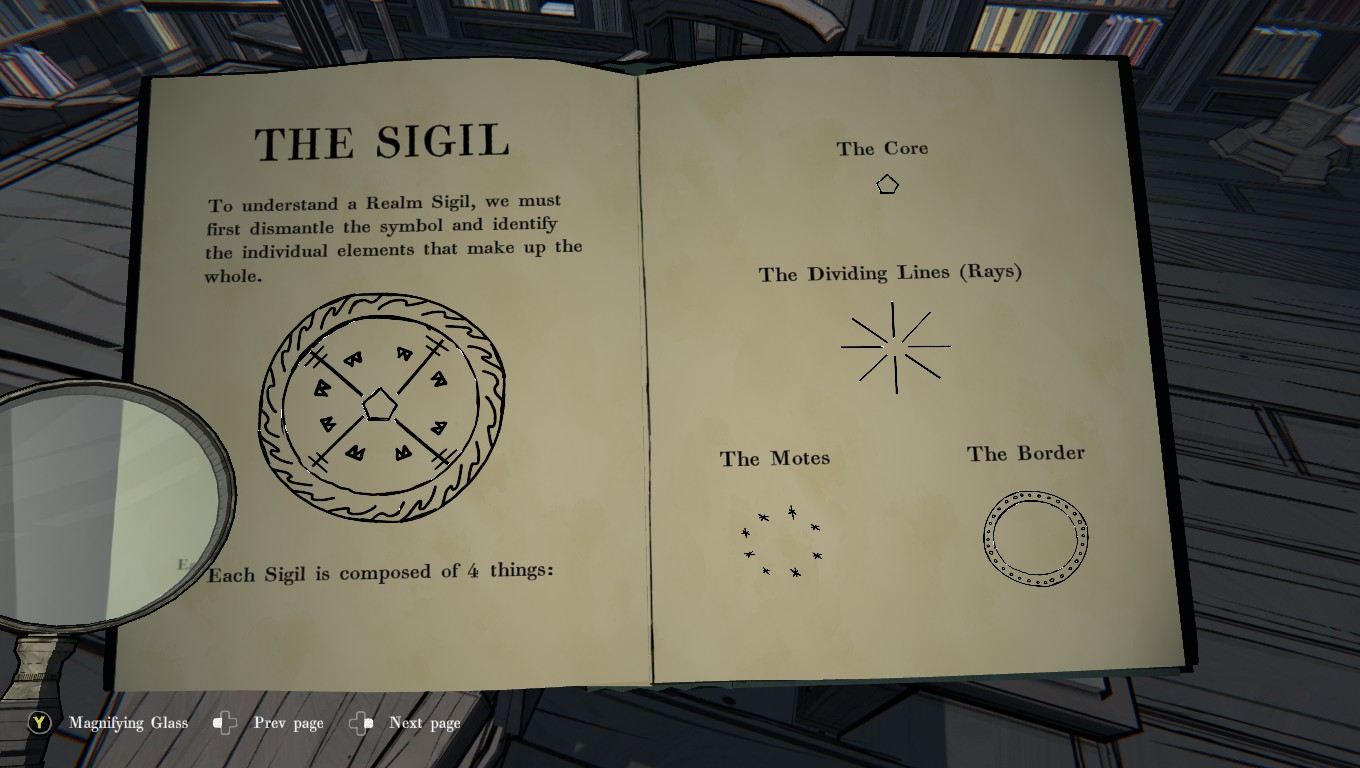 THE SIGIL
To understand a Realm Sigil, we must
first dismantle the symbol and identify
the individual elements that make up the
whole.
Each Sigil is composed of 4 things:
The Core
The Dividing Lines (Rays)
The Motes
The Border
Y Magnifying Glass Prev page Next page